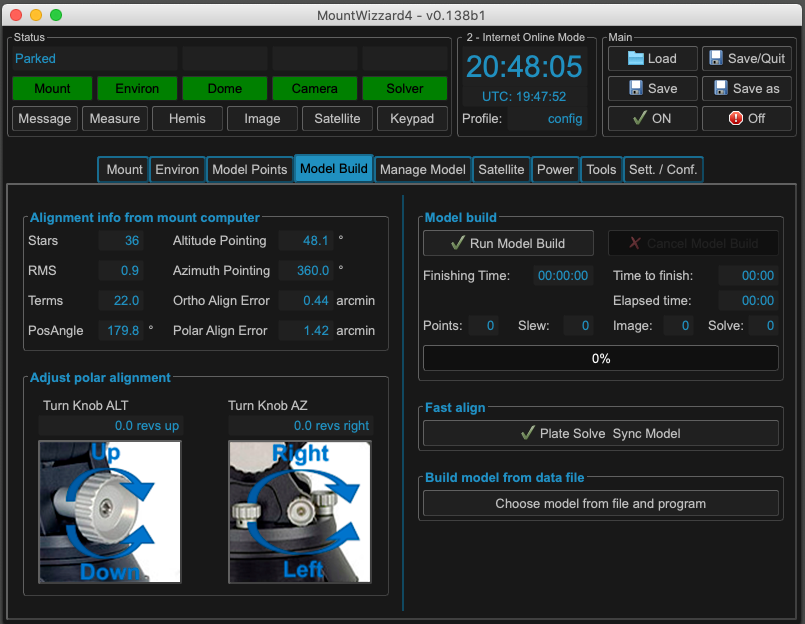 MountWizzard4 - v0.138b1
Status
Parked
Mount Environ Dome Camera Solver
Message Measure Hemis Image Satellite Keypad
2 - Internet Online Mode
20:48:05
UTC: 19:47:52
Profile: config
Main
Load Save/Quit
Save Save as
ON Off
Mount Environ Model Points Model Build Manage Model Satellite Power Tools Sett. / Conf.
Alignment info from mount computer
Stars 36 Altitude Pointing 48.1 °
RMS 0.9 Azimuth Pointing 360.0 °
Terms 22.0 Ortho Align Error 0.44 arcmin
PosAngle 179.8 ° Polar Align Error 1.42 arcmin
Adjust polar alignment
Turn Knob ALT Turn Knob AZ
0.0 revs up 0.0 revs right
Up Right
Down Left
Model build
Run Model Build Cancel Model Build
Finishing Time: 00:00:00 Time to finish: 00:00
Elapsed time: 00:00
Points: 0 Slew: 0 Image: 0 Solve: 0
0%
Fast align
Plate Solve Sync Model
Build model from data file
Choose model from file and program